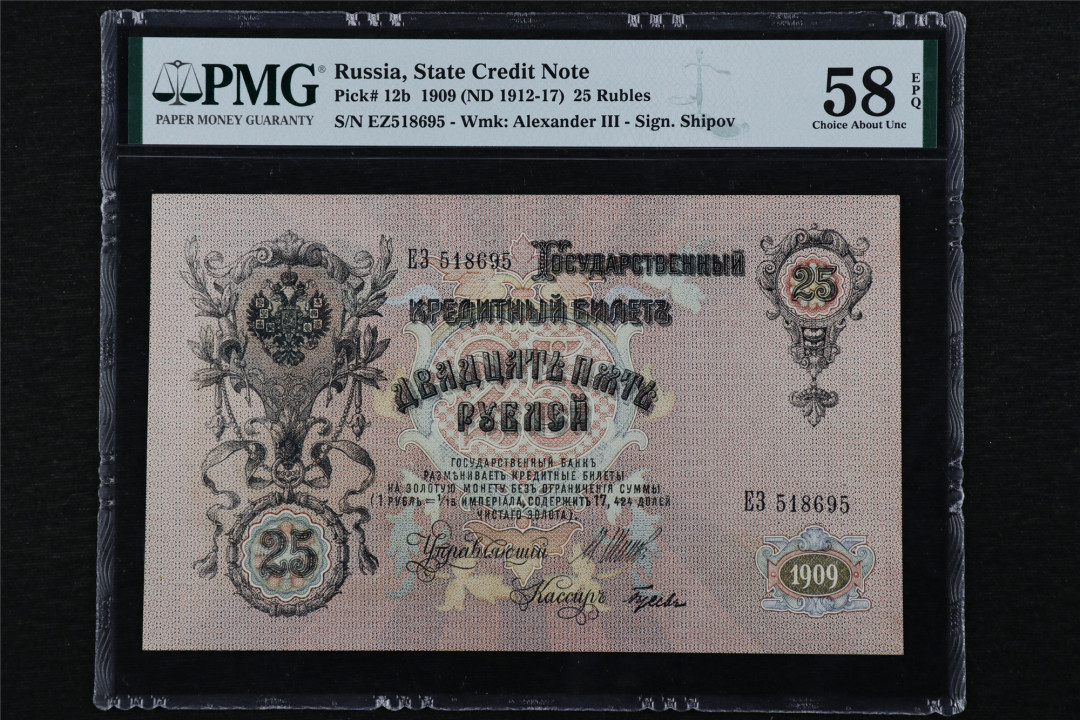 PMG®
PAPER MONEY GUARANTY
Russia, State Credit Note
Pick# 12b 1909 (ND 1912-17) 25 Rubles
S/N EZ518695 - Wmk: Alexander III - Sign. Shipov
58 EPQ
Choice About Unc
ЕЗ 518695
ГОСУДАРСТВЕННЫЙ
КРЕДИТНЫЙ БИЛЕТЪ
25
ДВАДЦАТЬ ПЯТЬ
РУБЛЕЙ
ГОСУДАРСТВЕННЫЙ БАНКЪ
РАЗМѢНИВАЕТЪ КРЕДИТНЫЕ БИЛЕТЫ
НА ЗОЛОТУЮ МОНЕТУ БЕЗЪ ОГРАНИЧЕНІЯ СУММЫ
(1 РУБЛЬ = 1/15 ИМПЕРІАЛА, СОДЕРЖИТЪ 17, 424 ДОЛЕЙ
ЧИСТАГО ЗОЛОТА).
ЕЗ 518695
25
Управляющій
Кассиръ
1909